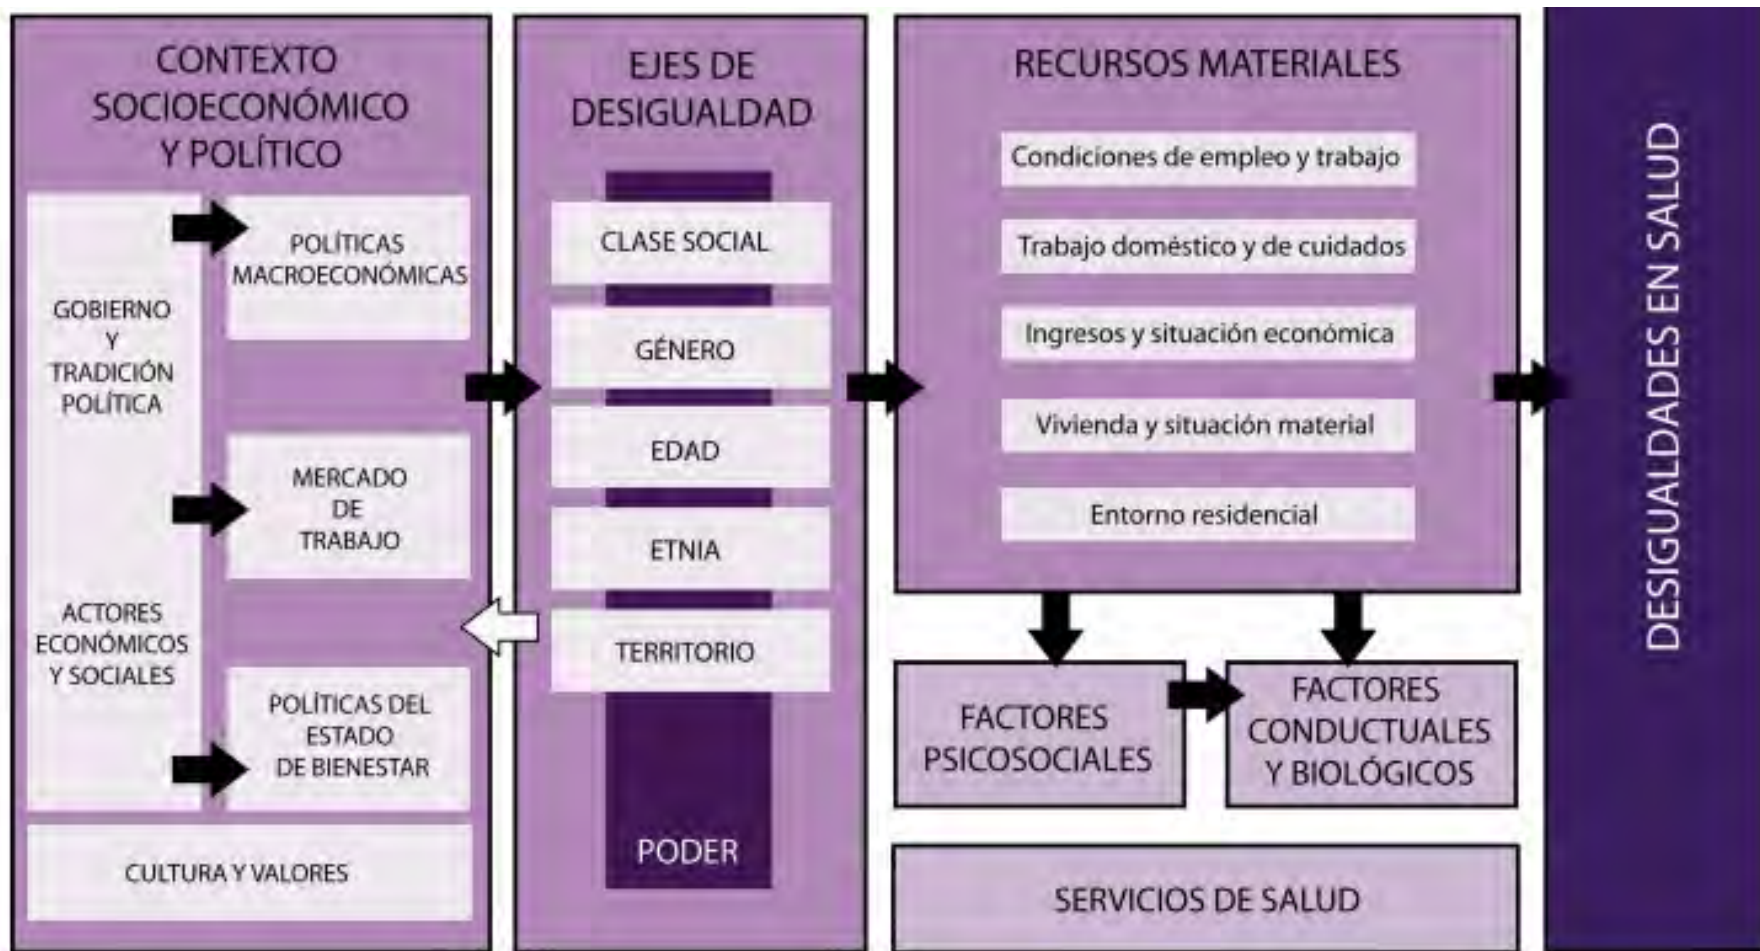 CONTEXTO
SOCIOECONÓMICO
Y POLÍTICO
GOBIERNO
Y
TRADICIÓN
POLÍTICA
ACTORES
ECONÓMICOS
Y SOCIALES
POLÍTICAS
MACROECONÓMICAS
MERCADO
DE
TRABAJO
POLÍTICAS DEL
ESTADO
DE BIENESTAR
CULTURA Y VALORES
EJES DE
DESIGUALDAD
CLASE SOCIAL
GÉNERO
EDAD
ETNIA
TERRITORIO
PODER
RECURSOS MATERIALES
Condiciones de empleo y trabajo
Trabajo doméstico y de cuidados
Ingresos y situación económica
Vivienda y situación material
Entorno residencial
FACTORES
PSICOSOCIALES
FACTORES
CONDUCTUALES
Y BIOLÓGICOS
SERVICIOS DE SALUD
DESIGUALDADES EN SALUD